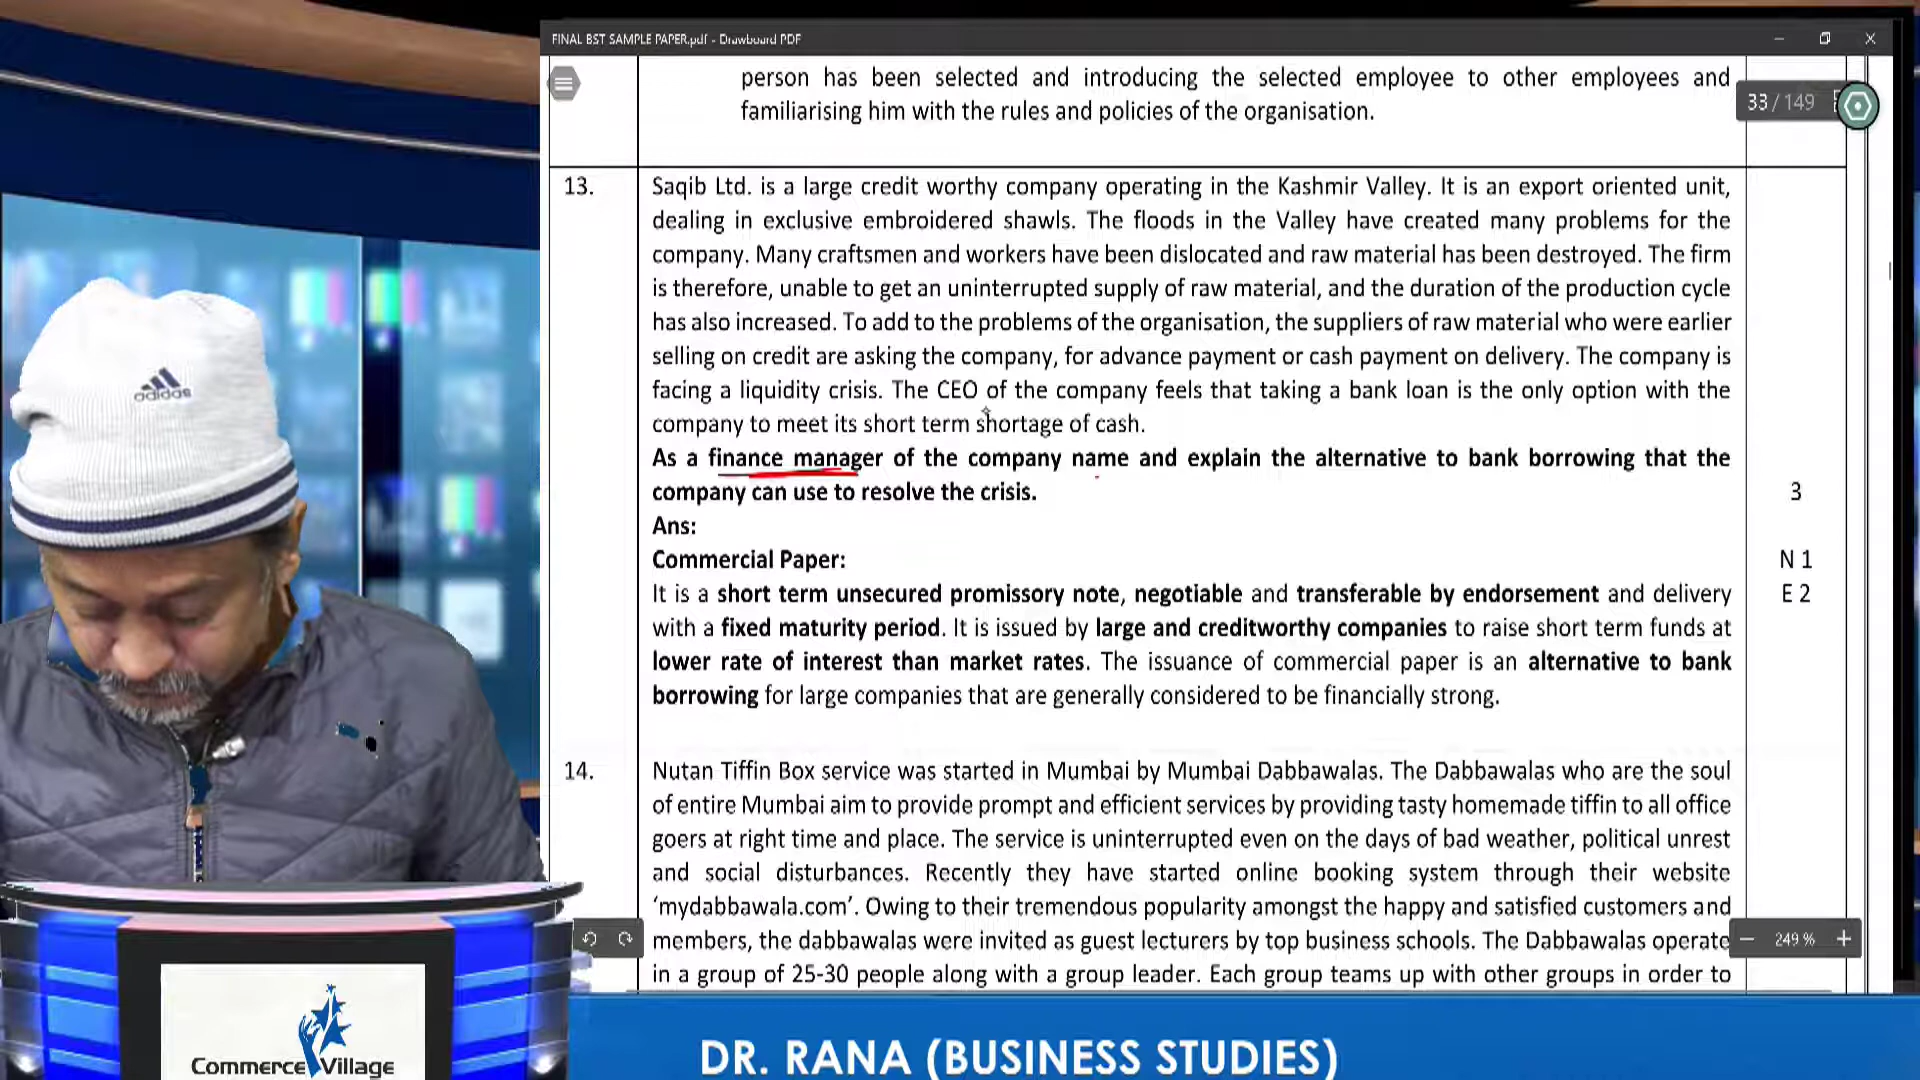 FINAL BST SAMPLE PAPER.pdf - Drawboard PDF
person has been selected and introducing the selected employee to other employees and
familiarising him with the rules and policies of the organisation.
33 / 149
13.
Saqib Ltd. is a large credit worthy company operating in the Kashmir Valley. It is an export oriented unit,
dealing in exclusive embroidered shawls. The floods in the Valley have created many problems for the
company. Many craftsmen and workers have been dislocated and raw material has been destroyed. The firm
is therefore, unable to get an uninterrupted supply of raw material, and the duration of the production cycle
has also increased. To add to the problems of the organisation, the suppliers of raw material who were earlier
selling on credit are asking the company, for advance payment or cash payment on delivery. The company is
facing a liquidity crisis. The CEO of the company feels that taking a bank loan is the only option with the
company to meet its short term shortage of cash.
As a finance manager of the company name and explain the alternative to bank borrowing that the
company can use to resolve the crisis.
3
Ans:
Commercial Paper:
N 1
It is a short term unsecured promissory note, negotiable and transferable by endorsement and delivery
E 2
with a fixed maturity period. It is issued by large and creditworthy companies to raise short term funds at
lower rate of interest than market rates. The issuance of commercial paper is an alternative to bank
borrowing for large companies that are generally considered to be financially strong.
14.
Nutan Tiffin Box service was started in Mumbai by Mumbai Dabbawalas. The Dabbawalas who are the soul
of entire Mumbai aim to provide prompt and efficient services by providing tasty homemade tiffin to all office
goers at right time and place. The service is uninterrupted even on the days of bad weather, political unrest
and social disturbances. Recently they have started online booking system through their website
‘mydabbawala.com’. Owing to their tremendous popularity amongst the happy and satisfied customers and
members, the dabbawalas were invited as guest lecturers by top business schools. The Dabbawalas operate
in a group of 25-30 people along with a group leader. Each group teams up with other groups in order to
249 %
adidas
Commerce Village
DR. RANA (BUSINESS STUDIES)